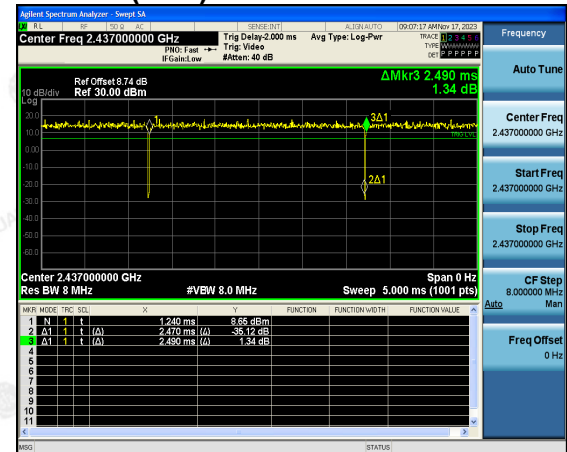 Agilent Spectrum Analyzer - Swept SA
RL RF 50 Ω AC SENSE:INT ALIGN AUTO 09:07:17 AM Nov 17, 2023
Center Freq 2.437000000 GHz
PNO: Fast
IFGain:Low
Trig Delay-2.000 ms
Trig: Video
#Atten: 40 dB
Avg Type: Log-Pwr
TRACE 1 2 3 4 5 6
TYPE W
DET P P P P P P
Ref Offset 8.74 dB
Ref 30.00 dBm
10 dB/div
Log
ΔMkr3 2.490 ms
1.34 dB
20.0
10.0
0.00
-10.0
-20.0
-30.0
-40.0
-50.0
-60.0
1
3Δ1
TRIG LVL
2Δ1
Center 2.437000000 GHz
Res BW 8 MHz
#VBW 8.0 MHz
Span 0 Hz
Sweep 5.000 ms (1001 pts)
MKR MODE TRC SCL X Y FUNCTION FUNCTION WIDTH FUNCTION VALUE
1 N 1 t 1.240 ms 8.65 dBm
2 Δ1 1 t (Δ) 2.470 ms (Δ) -35.12 dB
3 Δ1 1 t (Δ) 2.490 ms (Δ) 1.34 dB
4
5
6
7
8
9
10
11
MSG
STATUS
Frequency
Auto Tune
Center Freq
2.437000000 GHz
Start Freq
2.437000000 GHz
Stop Freq
2.437000000 GHz
CF Step
8.000000 MHz
Auto Man
Freq Offset
0 Hz